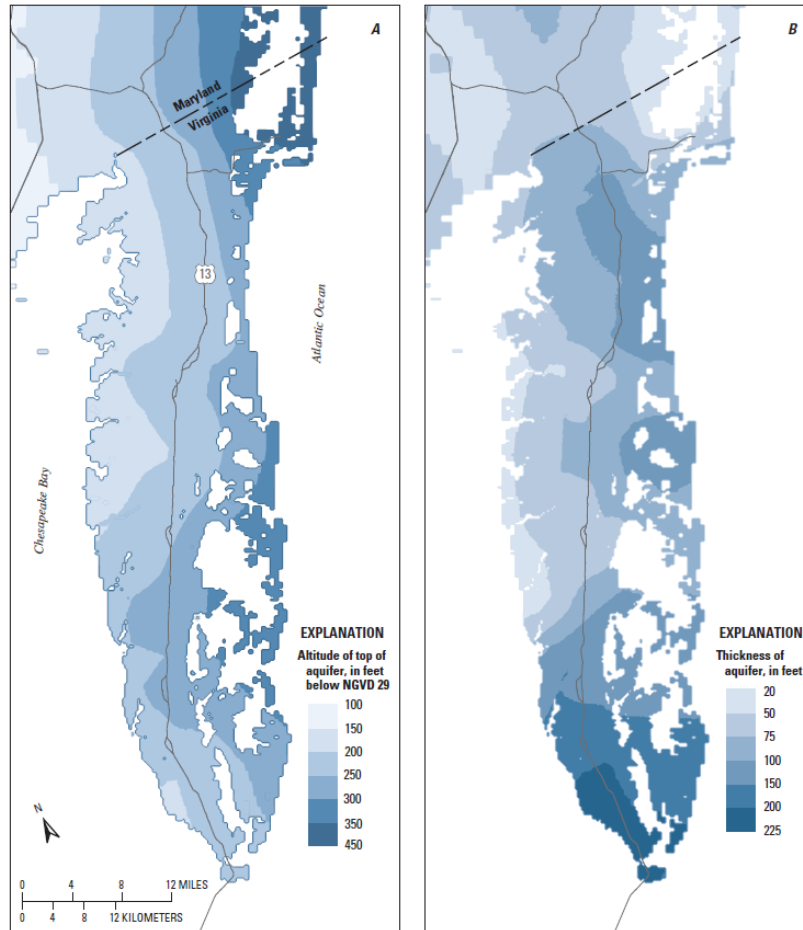 A
Maryland
Virginia
13
Atlantic Ocean
Chesapeake Bay
EXPLANATION
Altitude of top of
aquifer, in feet
below NGVD 29
100
150
200
250
300
350
450
N
0 4 8 12 MILES
0 4 8 12 KILOMETERS
B
EXPLANATION
Thickness of
aquifer, in feet
20
50
75
100
150
200
225